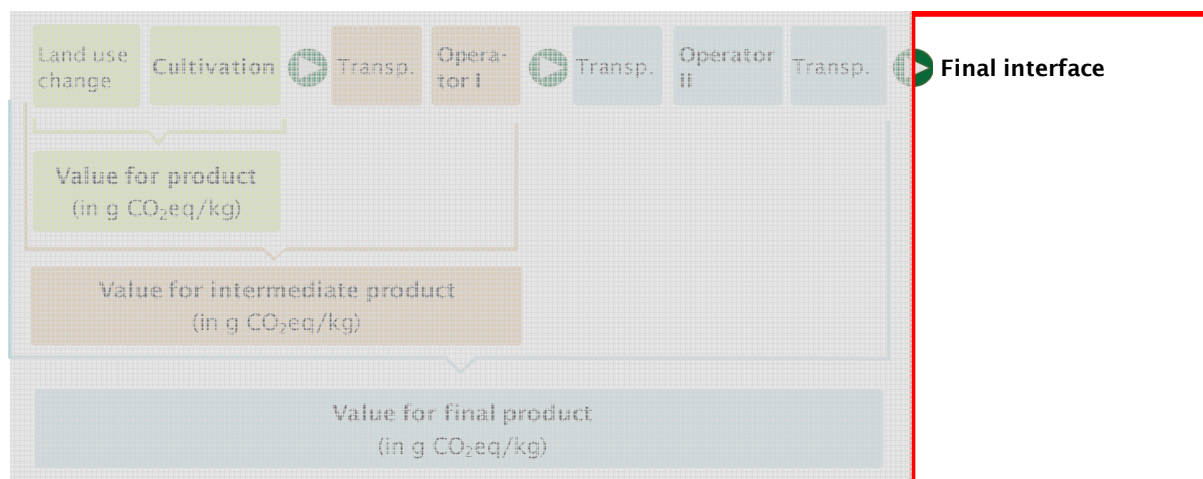 Land use
change
Cultivation
Transp.
Opera-
tor I
Transp.
Operator
II
Transp.
Final interface
Value for product
(in g CO₂eq/kg)
Value for intermediate product
(in g CO₂eq/kg)
Value for final product
(in g CO₂eq/kg)